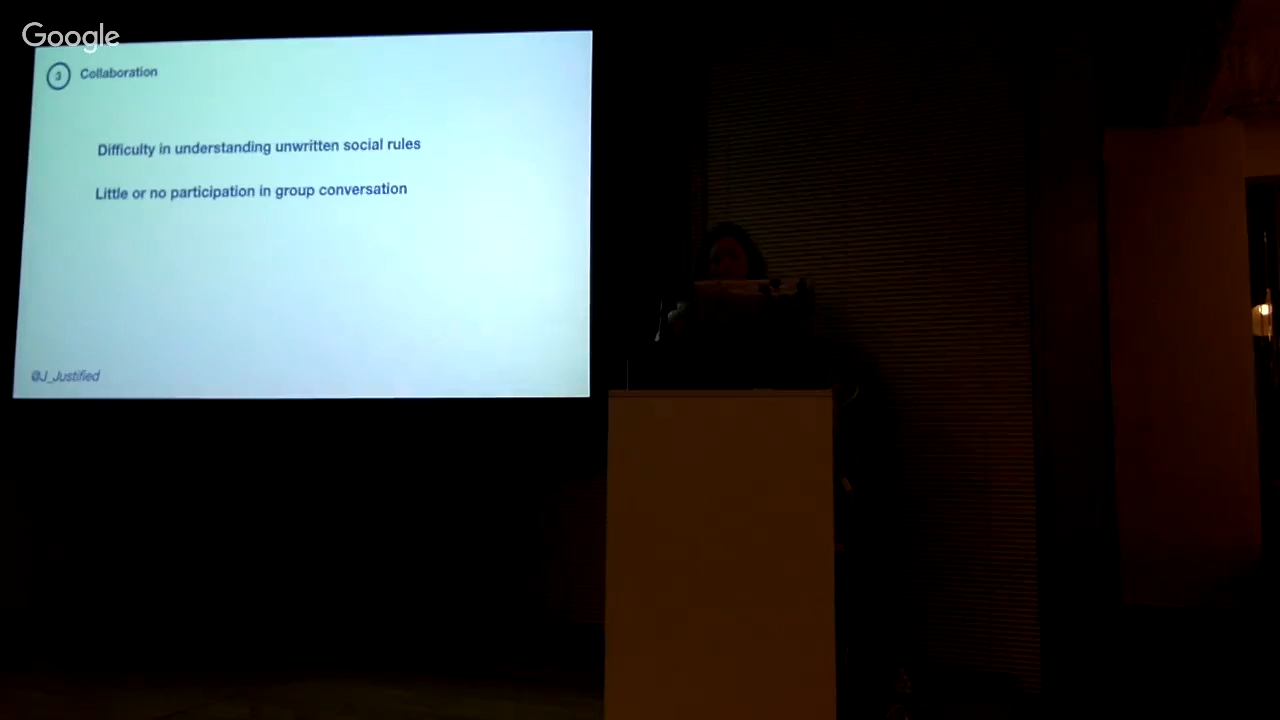 Google
3 Collaboration
Difficulty in understanding unwritten social rules
Little or no participation in group conversation
@J_Justified